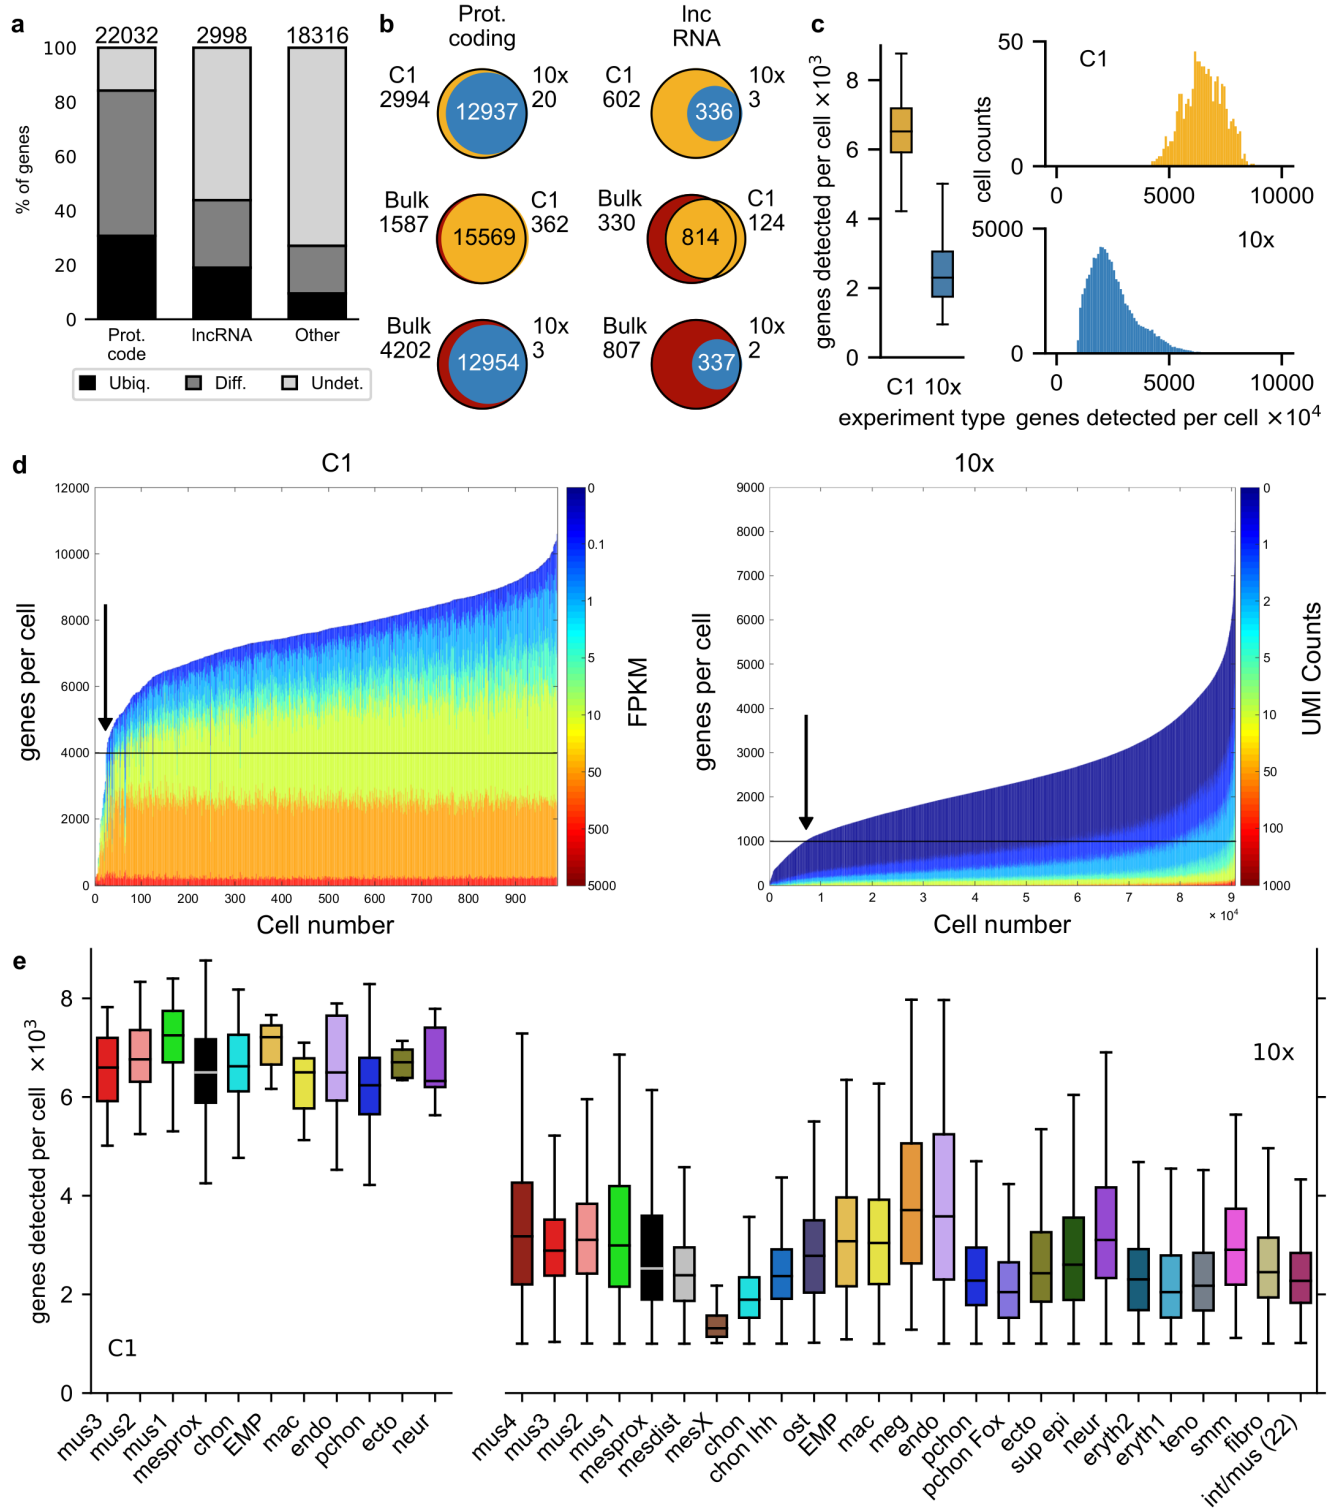 a
22032 2998 18316
100
80
60
40
20
0
% of genes
Prot. code
lncRNA
Other
Ubiq. Diff. Undet.
b
Prot. coding
lnc RNA
C1 2994
12937
10x 20
C1 602
336
10x 3
Bulk 1587
15569
C1 362
Bulk 330
814
C1 124
Bulk 4202
12954
10x 3
Bulk 807
337
10x 2
c
genes detected per cell ×10³
8
6
4
2
0
C1 10x
experiment type
cell counts
50
0
C1
0 5000 10000
5000
0
10x
0 5000 10000
genes detected per cell ×10⁴
d
C1
genes per cell
12000
10000
8000
6000
4000
2000
0
0 100 200 300 400 500 600 700 800 900
Cell number
0
0.1
1
5
10
50
500
5000
FPKM
10x
genes per cell
9000
8000
7000
6000
5000
4000
3000
2000
1000
0
0 1 2 3 4 5 6 7 8 9
× 10⁴
Cell number
0
1
2
5
10
50
100
1000
UMI Counts
e
genes detected per cell ×10³
8
6
4
2
0
C1
10x
mus3 mus2 mus1 mesprox chon EMP mac endo pchon ecto neur
mus4 mus3 mus2 mus1 mesprox mesdist mesX chon chon Ihh ost EMP mac meg endo pchon pchon Fox ecto sup epi neur eryth2 eryth1 teno smm fibro int/mus (22)